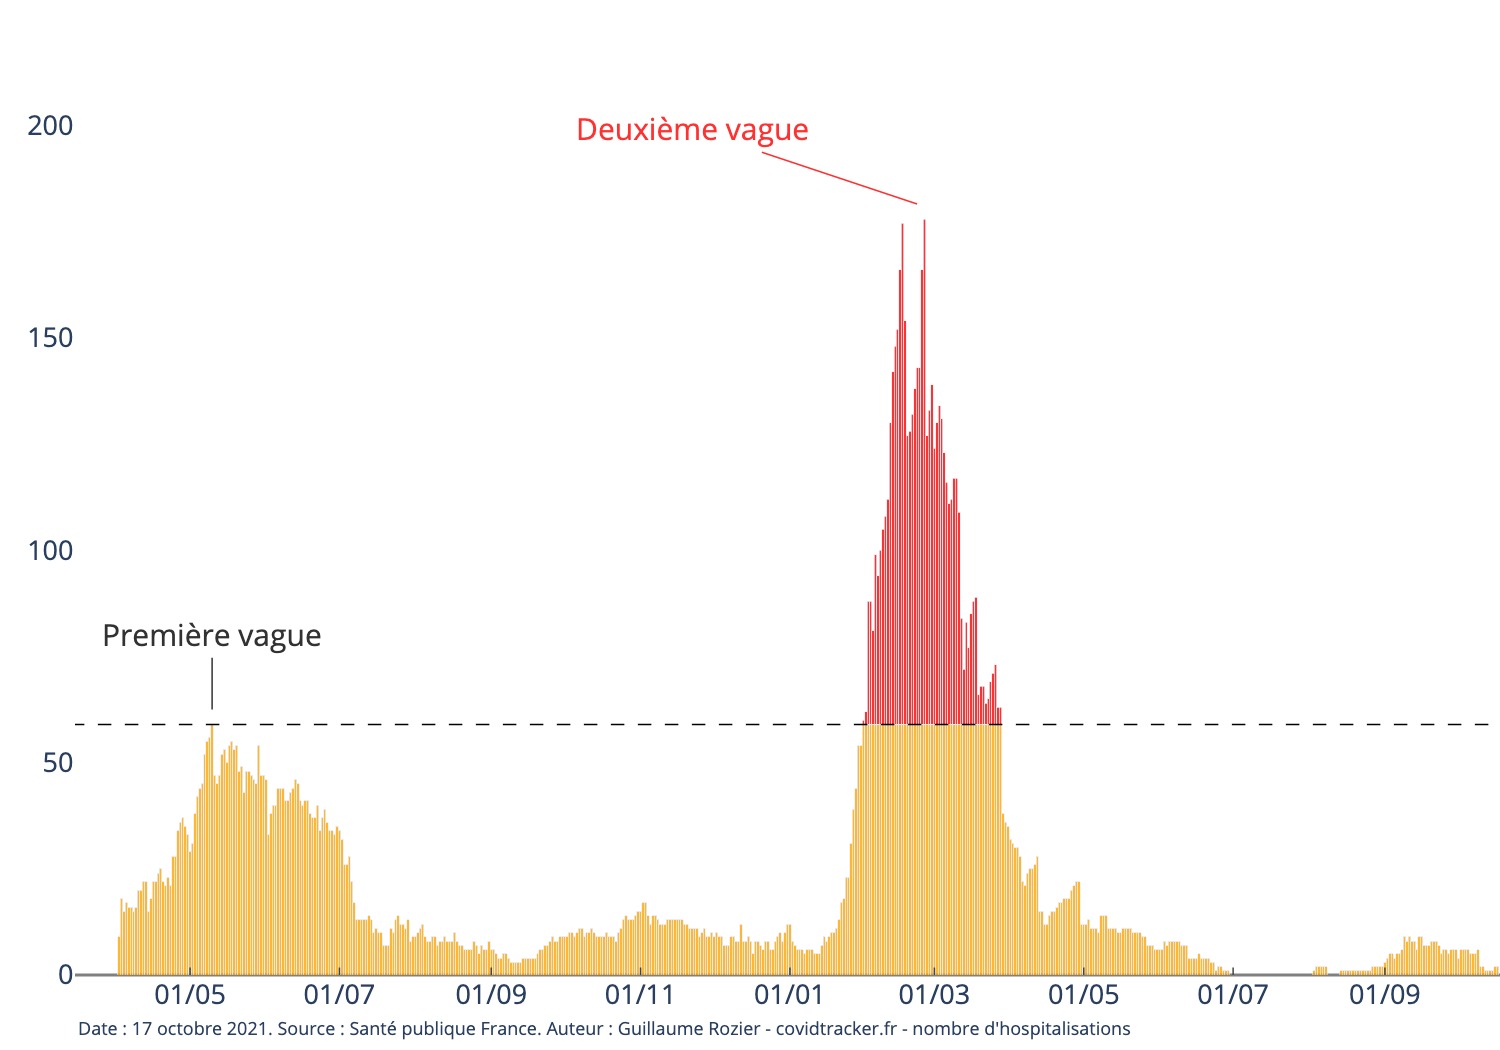 200
Deuxième vague
150
100
Première vague
50
0
01/05 01/07 01/09 01/11 01/01 01/03 01/05 01/07 01/09
Date : 17 octobre 2021. Source : Santé publique France. Auteur : Guillaume Rozier - covidtracker.fr - nombre d'hospitalisations